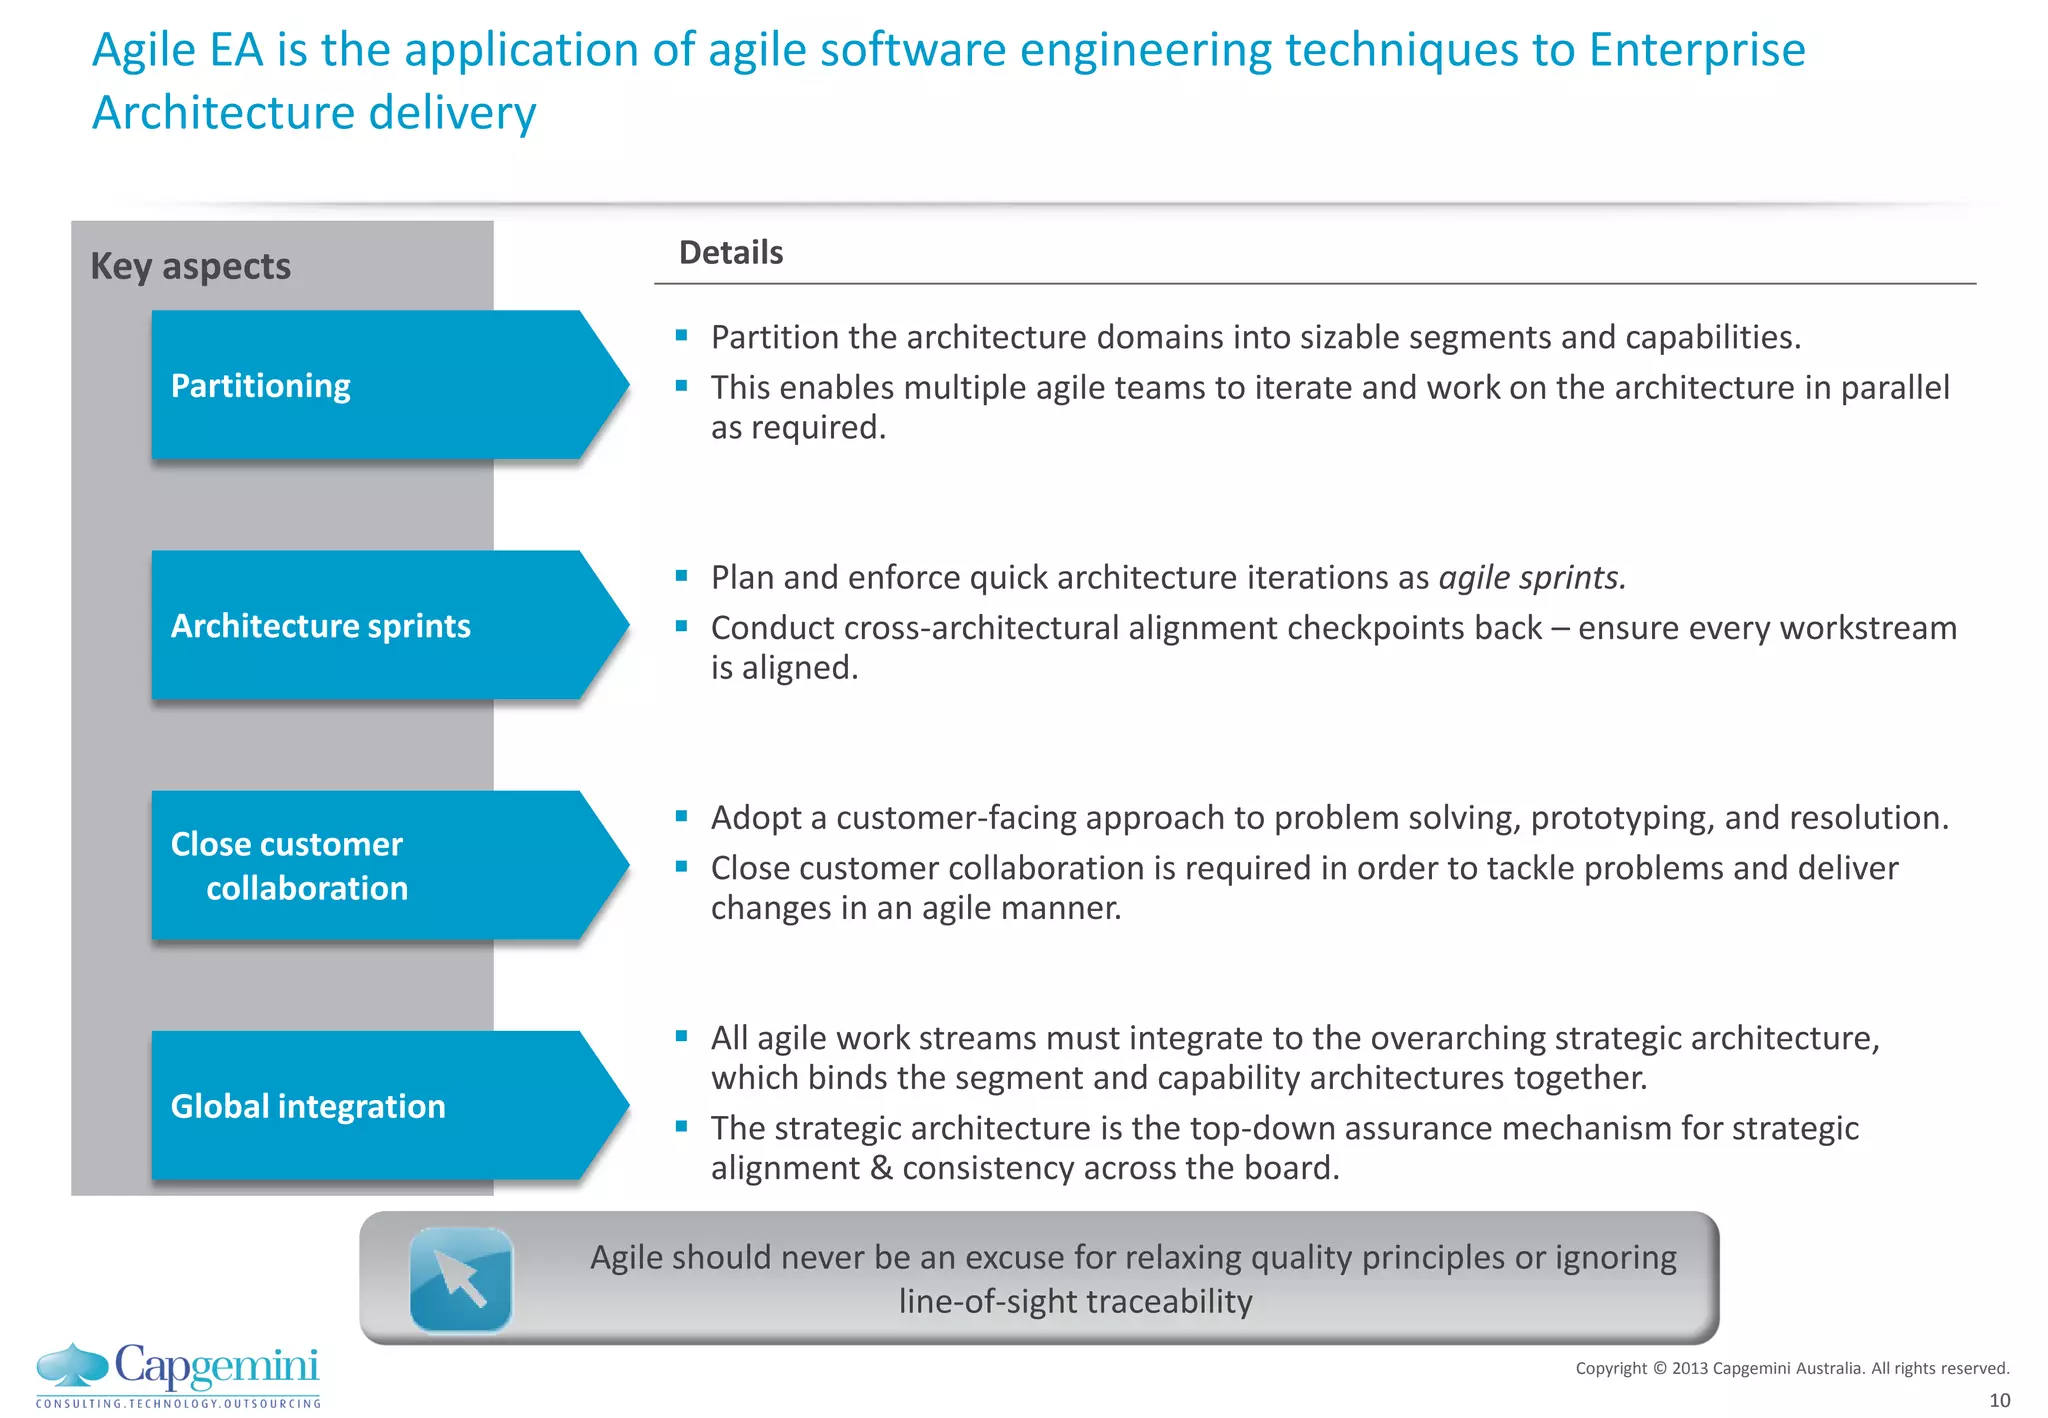 Agile EA is the application of agile software engineering techniques to Enterprise
Architecture delivery
Key aspects
Details
Partitioning
▪ Partition the architecture domains into sizable segments and capabilities.
▪ This enables multiple agile teams to iterate and work on the architecture in parallel
as required.
Architecture sprints
▪ Plan and enforce quick architecture iterations as agile sprints.
▪ Conduct cross-architectural alignment checkpoints back – ensure every workstream
is aligned.
Close customer
collaboration
▪ Adopt a customer-facing approach to problem solving, prototyping, and resolution.
▪ Close customer collaboration is required in order to tackle problems and deliver
changes in an agile manner.
Global integration
▪ All agile work streams must integrate to the overarching strategic architecture,
which binds the segment and capability architectures together.
▪ The strategic architecture is the top-down assurance mechanism for strategic
alignment & consistency across the board.
Agile should never be an excuse for relaxing quality principles or ignoring
line-of-sight traceability
Capgemini
CONSULTING.TECHNOLOGY.OUTSOURCING
Copyright © 2013 Capgemini Australia. All rights reserved.
10